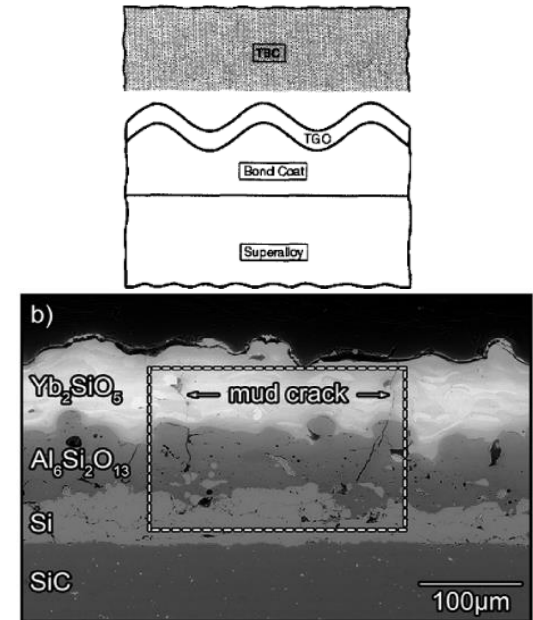 TBC
TGO
Bond Coat
Superalloy
b)
Yb₂SiO₅
mud crack
Al₆Si₂O₁₃
Si
SiC
100μm